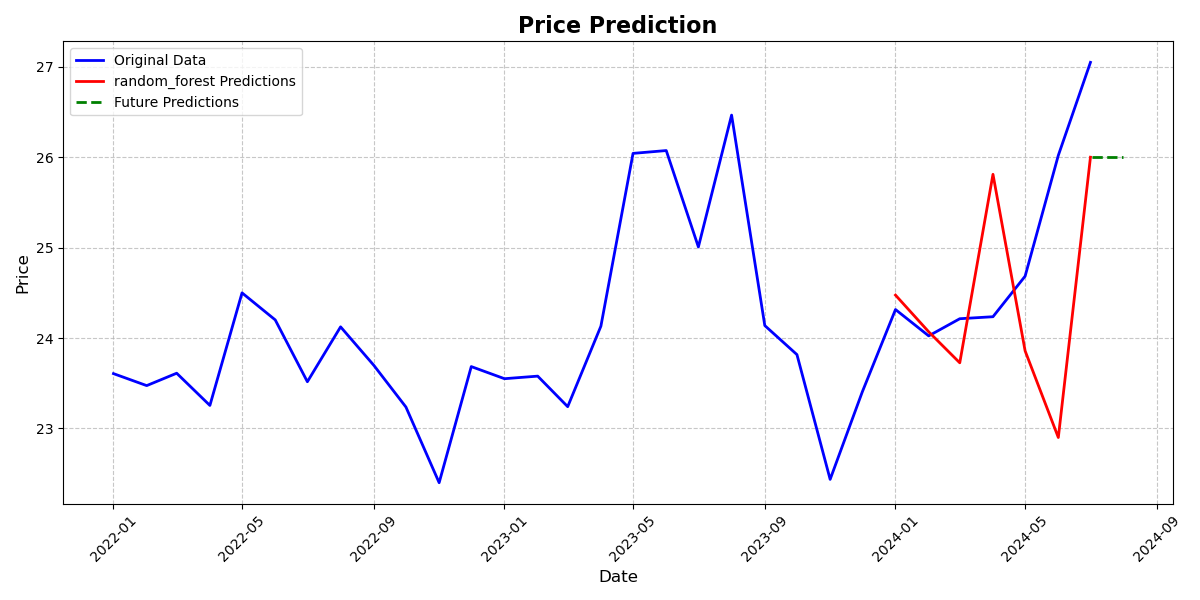 Price Prediction
Original Data
random_forest Predictions
Future Predictions
27
26
25
24
23
Price
2022-01
2022-05
2022-09
2023-01
2023-05
2023-09
2024-01
2024-05
2024-09
Date